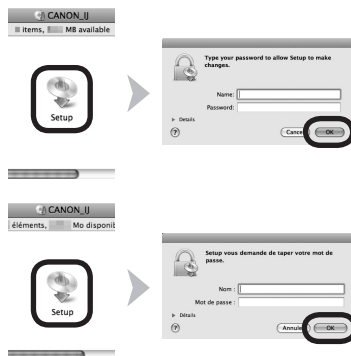 CANON_IJ
items, MB available
Setup
Type your password to allow Setup to make
changes.
Name:
Password:
Details
?
Cancel
OK
CANON_IJ
éléments, Mo disponib
Setup
Setup vous demande de taper votre mot de
passe.
Nom :
Mot de passe :
Détails
?
Annule
OK